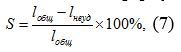 S = (l_общ − l_неуд) / l_общ × 100%, (7)